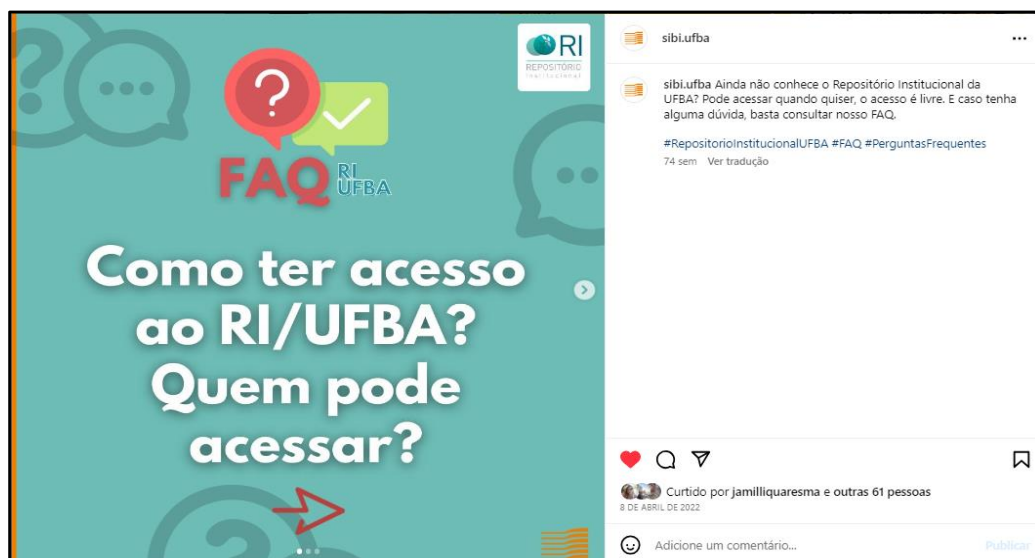 RI
REPOSITÓRIO
Institucional
?
FAQ RI
UFBA
Como ter acesso
ao RI/UFBA?
Quem pode
acessar?
sibi.ufba
sibi.ufba Ainda não conhece o Repositório Institucional da
UFBA? Pode acessar quando quiser, o acesso é livre. E caso tenha
alguma dúvida, basta consultar nosso FAQ.
#RepositorioInstitucionalUFBA #FAQ #PerguntasFrequentes
74 sem Ver tradução
Curtido por jamilliquaresma e outras 61 pessoas
8 DE ABRIL DE 2022
Adicione um comentário... Publicar